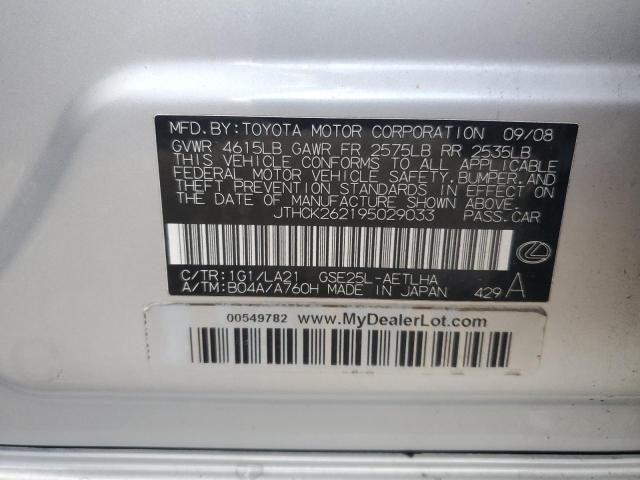 MFD. BY: TOYOTA MOTOR CORPORATION 09/08
GVWR 4615LB GAWR FR 2575LB RR 2535LB
THIS VEHICLE CONFORMS TO ALL APPLICABLE
FEDERAL MOTOR VEHICLE SAFETY, BUMPER, AND
THEFT PREVENTION STANDARDS IN EFFECT ON
THE DATE OF MANUFACTURE SHOWN ABOVE.
JTHCK262195029033 PASS.CAR
C/TR: 1G1/LA21 GSE25L-AETLHA
A/TM: B04A/A760H MADE IN JAPAN 429 A
00549782 www.MyDealerLot.com